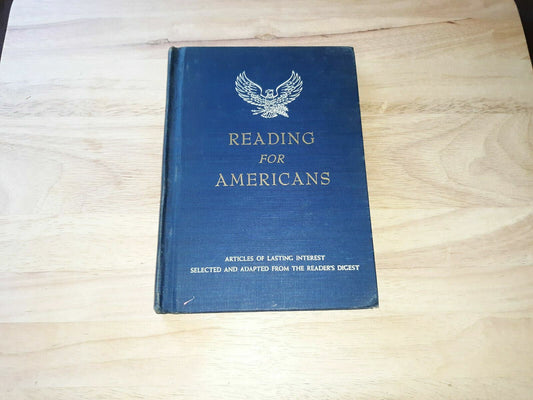 READING
FOR
AMERICANS
ARTICLES OF LASTING INTEREST
SELECTED AND ADAPTED FROM THE READER'S DIGEST